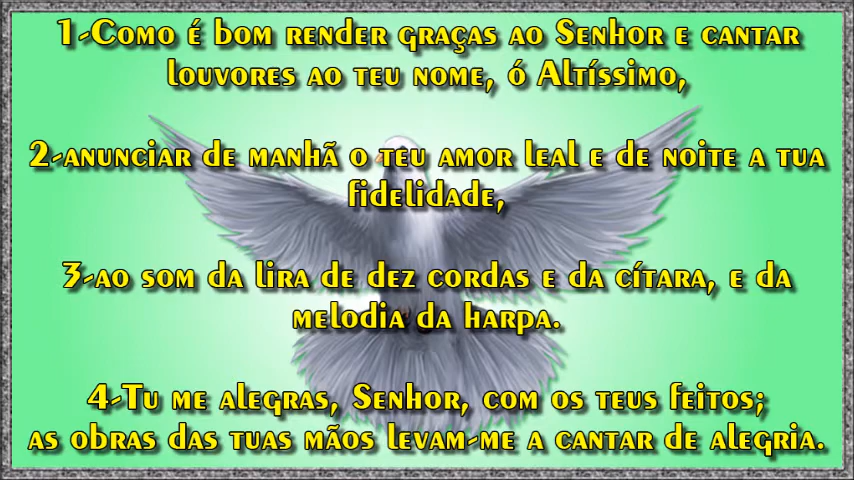 1-Como é bom render graças ao Senhor e cantar
louvores ao teu nome, ó Altíssimo,
2-anunciar de manhã o teu amor leal e de noite a tua
fidelidade,
3-ao som da lira de dez cordas e da cítara, e da
melodia da harpa.
4-Tu me alegras, Senhor, com os teus feitos;
as obras das tuas mãos levam-me a cantar de alegria.